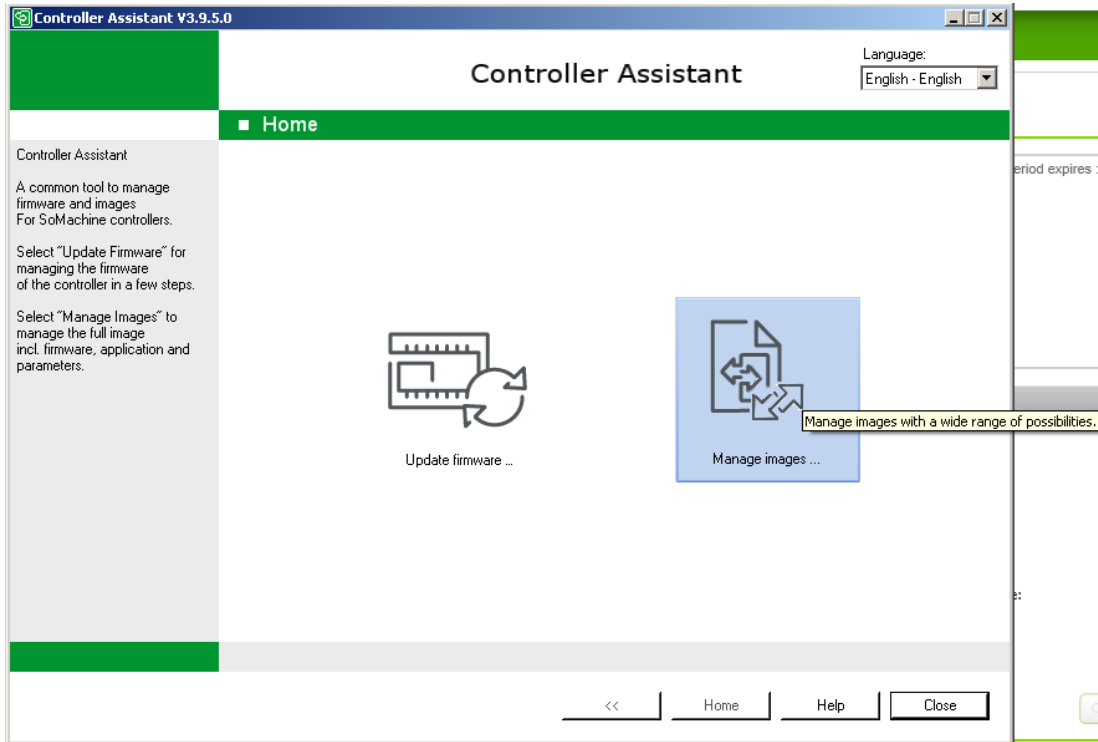 Controller Assistant V3.9.5.0
Controller Assistant
Language:
English - English
Home
Controller Assistant
A common tool to manage
firmware and images
For SoMachine controllers.
Select "Update Firmware" for
managing the firmware
of the controller in a few steps.
Select "Manage Images" to
manage the full image
incl. firmware, application and
parameters.
eriod expires :
Manage images with a wide range of possibilities.
Update firmware ...
Manage images ...
e:
<<
Home
Help
Close